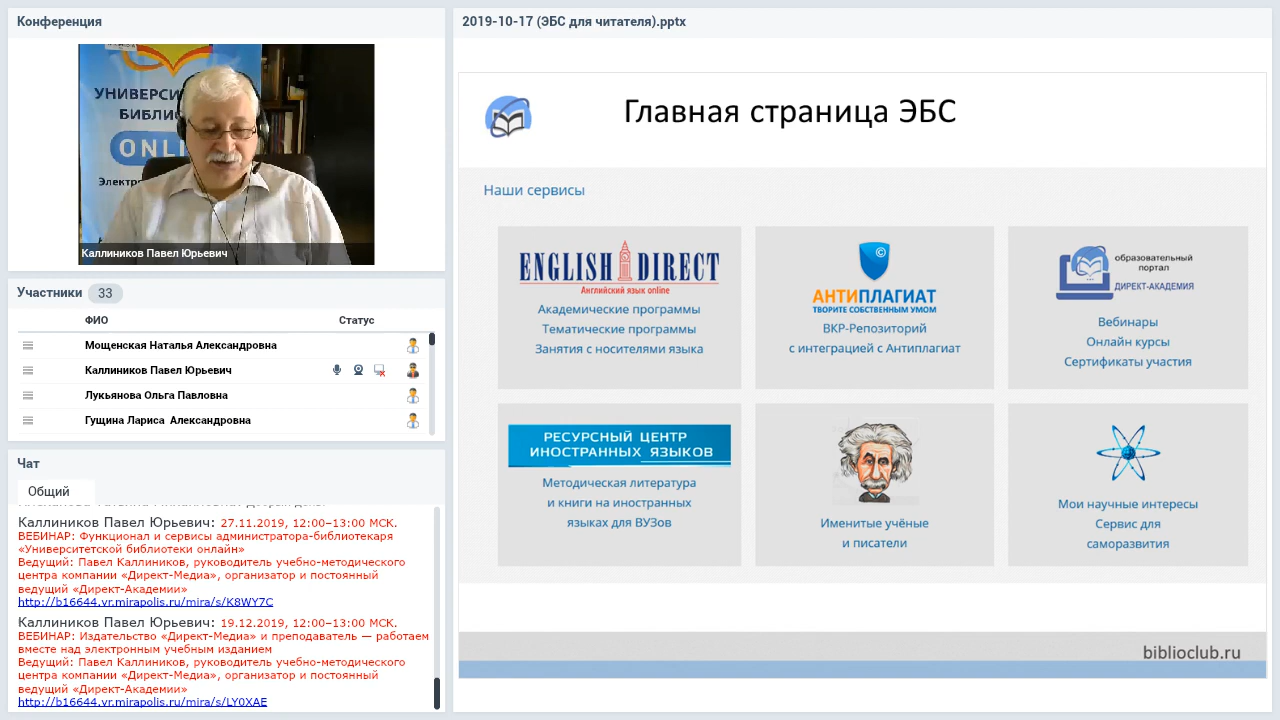 Конференция
УНИВЕРСИ
БИБЛИ
ONLI
Электр
Каллиников Павел Юрьевич
Участники 33
ФИО Статус
Мощенская Наталья Александровна
Каллиников Павел Юрьевич
Лукьянова Ольга Павловна
Гущина Лариса Александровна
Чат
Общий
Каллиников Павел Юрьевич: 27.11.2019, 12:00–13:00 МСК.
ВЕБИНАР: Функционал и сервисы администратора-библиотекаря
«Университетской библиотеки онлайн»
Ведущий: Павел Каллиников, руководитель учебно-методического
центра компании «Директ-Медиа», организатор и постоянный
ведущий «Директ-Академии»
http://b16644.vr.mirapolis.ru/mira/s/K8WY7C
Каллиников Павел Юрьевич: 19.12.2019, 12:00–13:00 МСК.
ВЕБИНАР: Издательство «Директ-Медиа» и преподаватель — работаем
вместе над электронным учебным изданием
Ведущий: Павел Каллиников, руководитель учебно-методического
центра компании «Директ-Медиа», организатор и постоянный
ведущий «Директ-Академии»
http://b16644.vr.mirapolis.ru/mira/s/LY0XAE
2019-10-17 (ЭБС для читателя).pptx
Главная страница ЭБС
Наши сервисы
ENGLISH DIRECT
Английский язык online
Академические программы
Тематические программы
Занятия с носителями языка
©
АНТИПЛАГИАТ
ТВОРИТЕ СОБСТВЕННЫМ УМОМ
ВКР-Репозиторий
с интеграцией с Антиплагиат
образовательный
портал
ДИРЕКТ-АКАДЕМИЯ
Вебинары
Онлайн курсы
Сертификаты участия
РЕСУРСНЫЙ ЦЕНТР
ИНОСТРАННЫХ ЯЗЫКОВ
Методическая литература
и книги на иностранных
языках для ВУЗов
Именитые учёные
и писатели
Мои научные интересы
Сервис для
саморазвития
biblioclub.ru